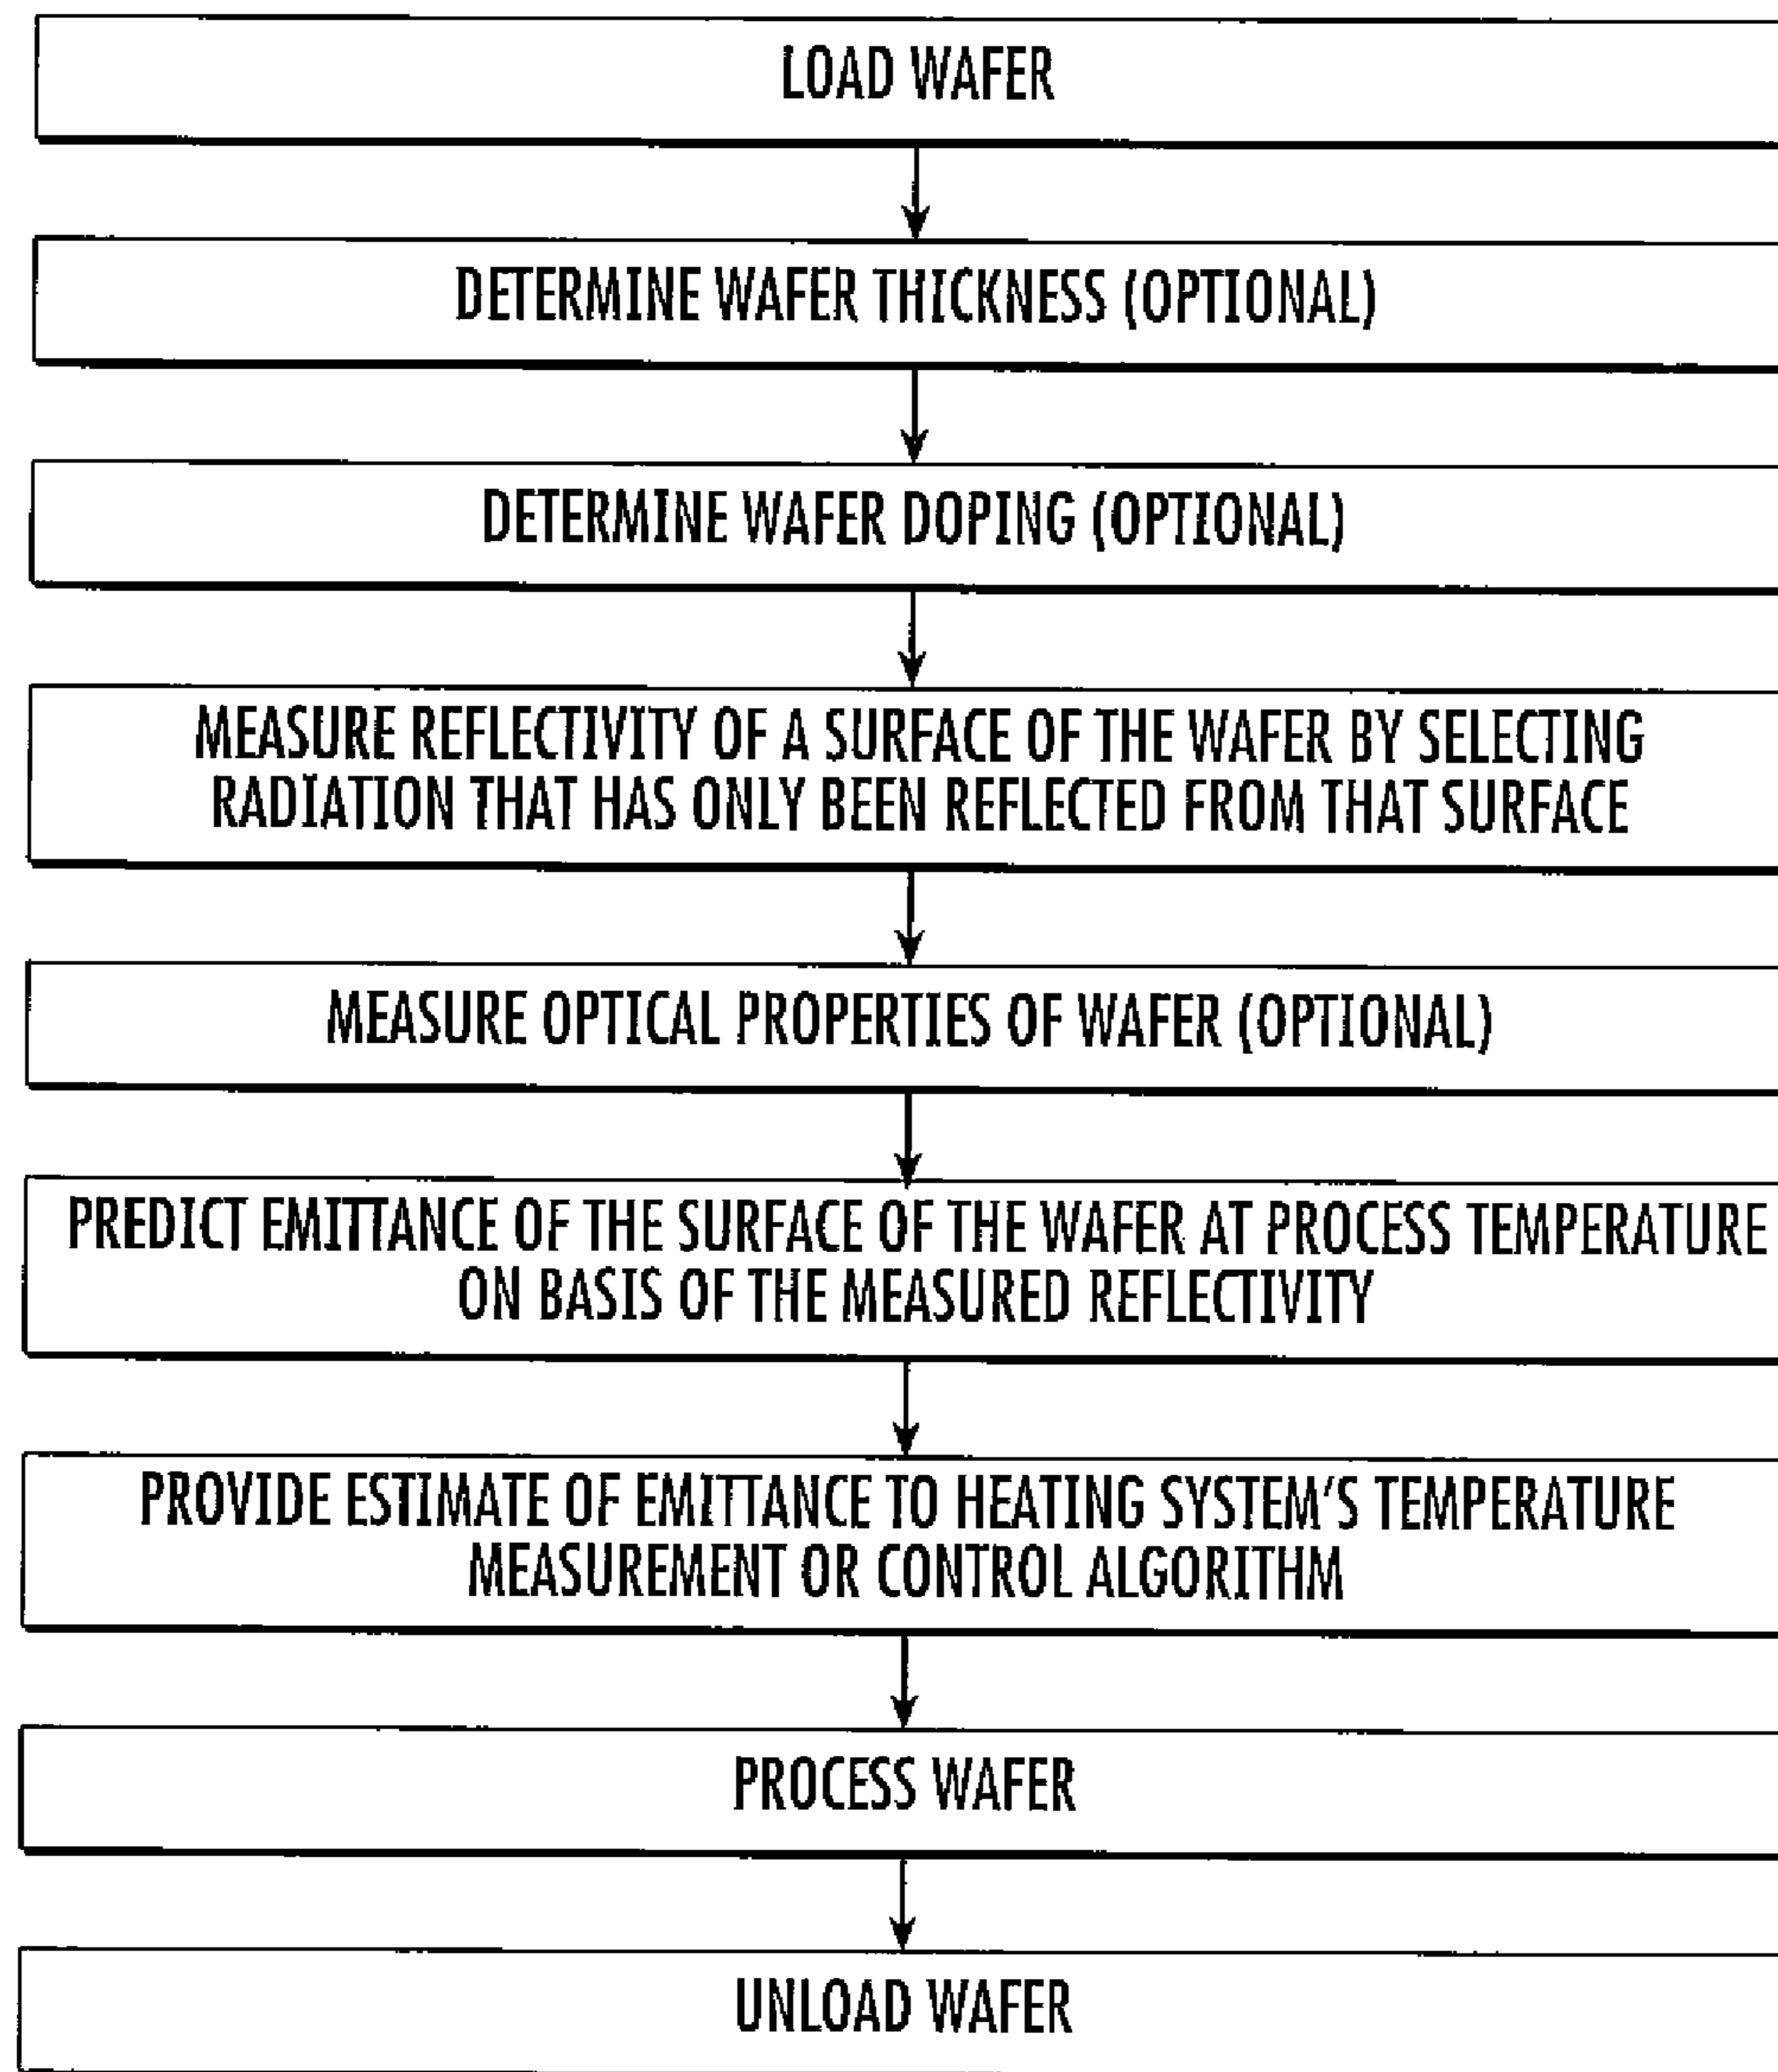 LOAD WAFER
DETERMINE WAFER THICKNESS (OPTIONAL)
DETERMINE WAFER DOPING (OPTIONAL)
MEASURE REFLECTIVITY OF A SURFACE OF THE WAFER BY SELECTING
RADIATION THAT HAS ONLY BEEN REFLECTED FROM THAT SURFACE
MEASURE OPTICAL PROPERTIES OF WAFER (OPTIONAL)
PREDICT EMITTANCE OF THE SURFACE OF THE WAFER AT PROCESS TEMPERATURE
ON BASIS OF THE MEASURED REFLECTIVITY
PROVIDE ESTIMATE OF EMITTANCE TO HEATING SYSTEM'S TEMPERATURE
MEASUREMENT OR CONTROL ALGORITHM
PROCESS WAFER
UNLOAD WAFER